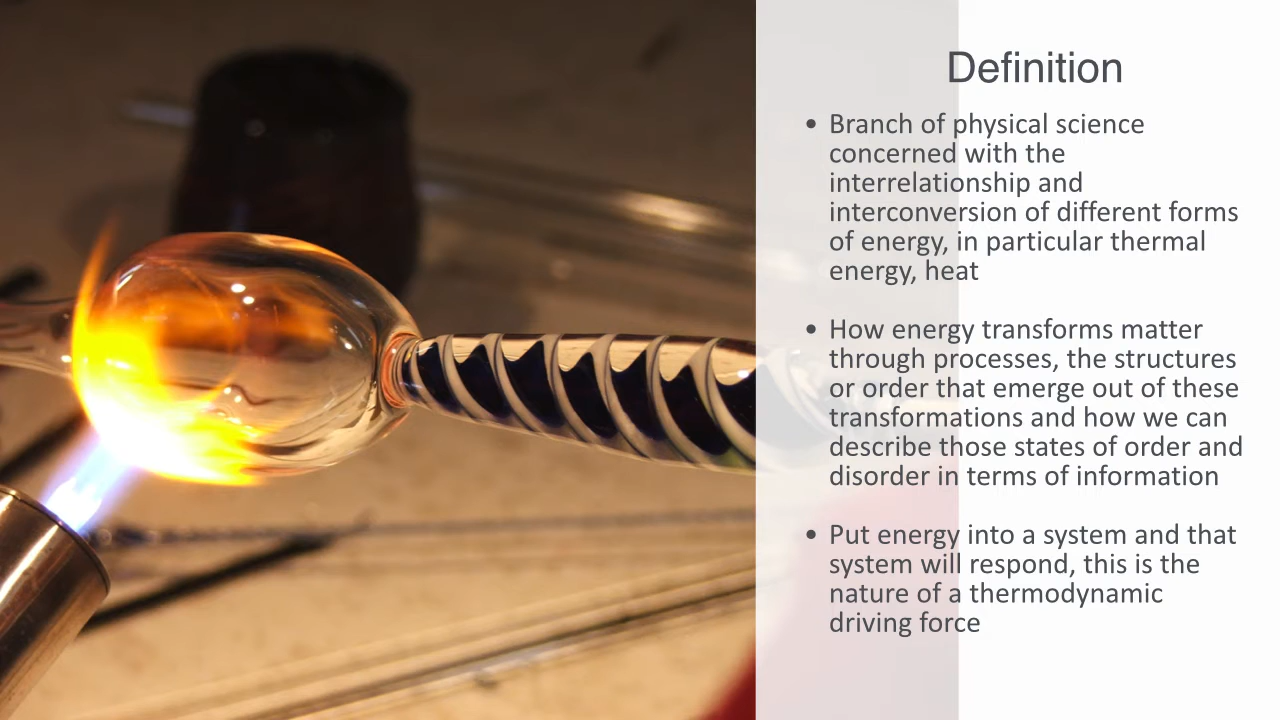 Definition
• Branch of physical science
concerned with the
interrelationship and
interconversion of different forms
of energy, in particular thermal
energy, heat
• How energy transforms matter
through processes, the structures
or order that emerge out of these
transformations and how we can
describe those states of order and
disorder in terms of information
• Put energy into a system and that
system will respond, this is the
nature of a thermodynamic
driving force